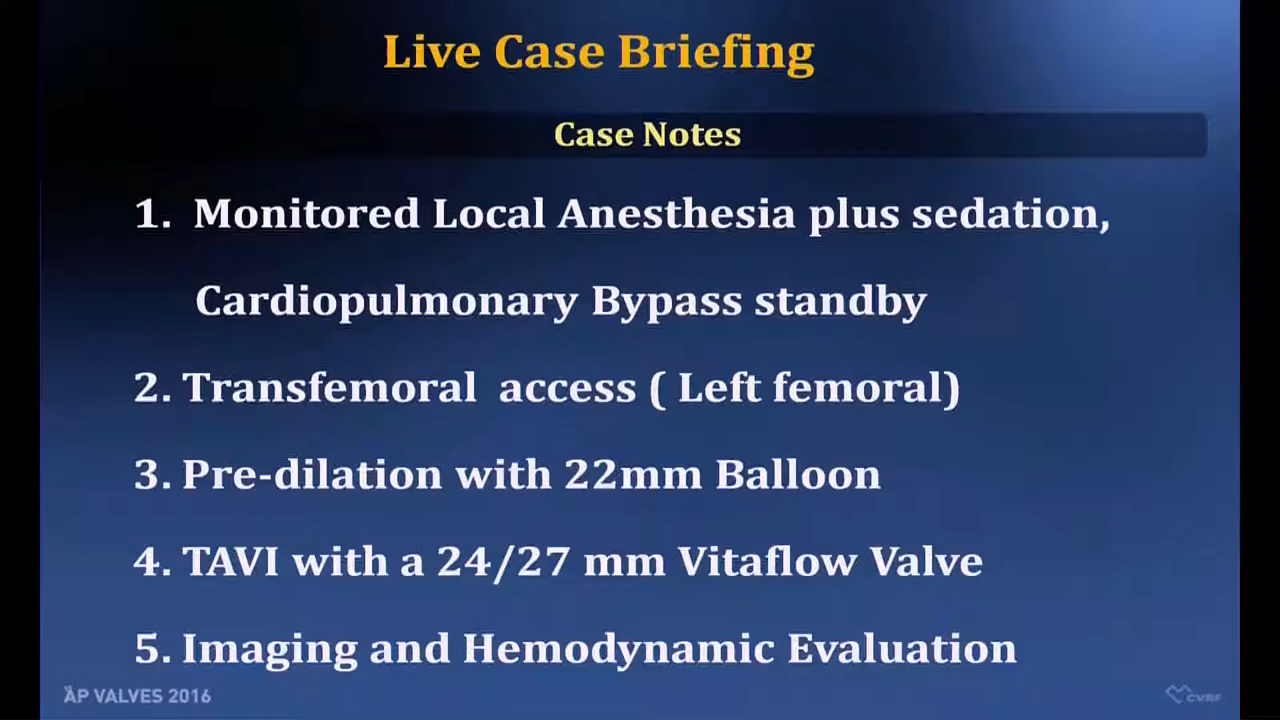 Live Case Briefing
Case Notes
1. Monitored Local Anesthesia plus sedation,
Cardiopulmonary Bypass standby
2. Transfemoral access ( Left femoral)
3. Pre-dilation with 22mm Balloon
4. TAVI with a 24/27 mm Vitaflow Valve
5. Imaging and Hemodynamic Evaluation
AP VALVES 2016
CVRF